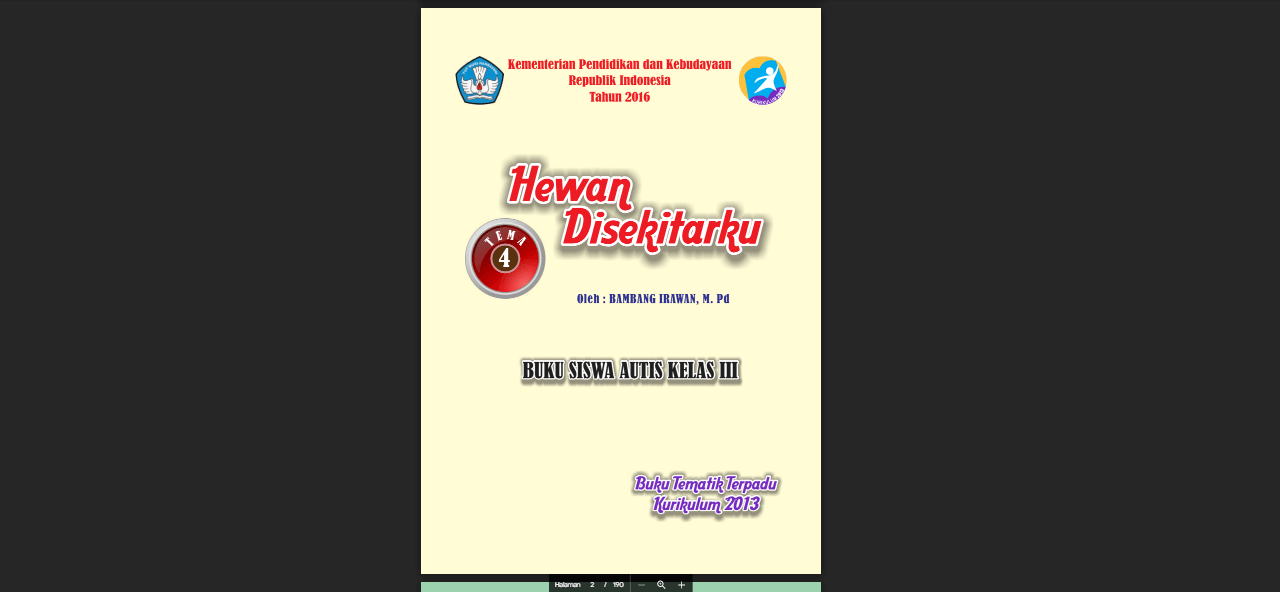 Kementerian Pendidikan dan Kebudayaan
Republik Indonesia
Tahun 2016
Hewan
Disekitarku
TEMA
4
Oleh : BAMBANG IRAWAN, M. Pd
BUKU SISWA AUTIS KELAS III
Buku Tematik Terpadu
Kurikulum 2013
Halaman 2 / 190